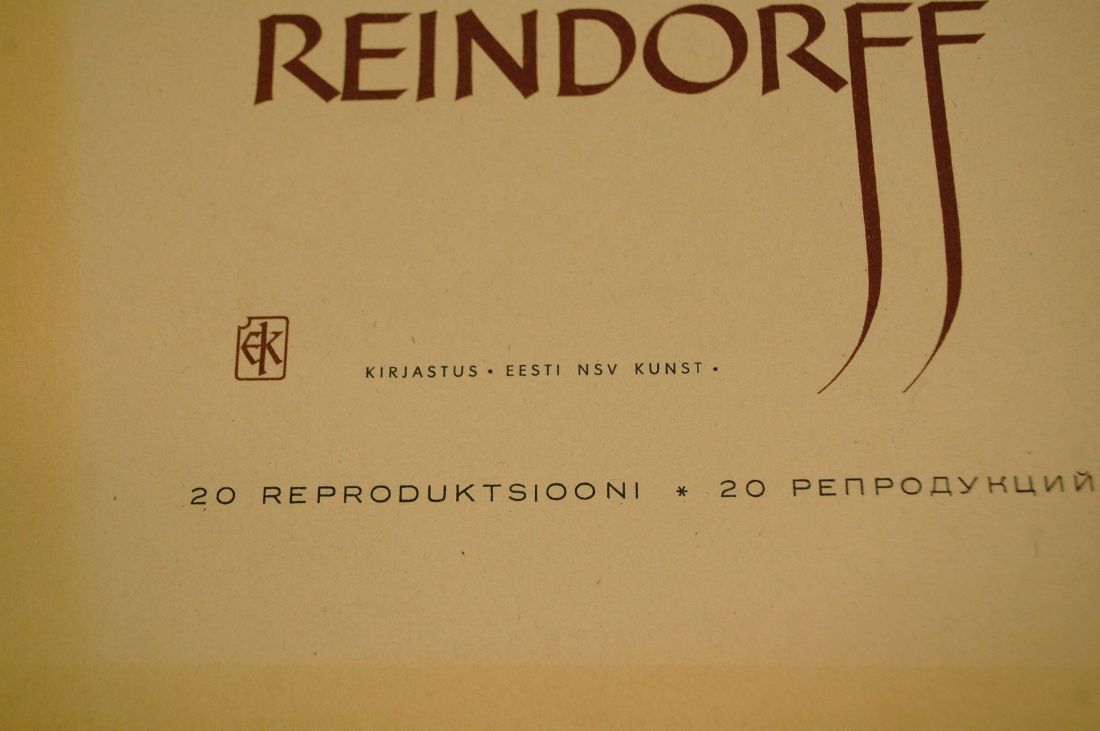 REINDORFF
EK
KIRJASTUS • EESTI NSV KUNST •
20 REPRODUKTSIOONI * 20 РЕПРОДУКЦИЙ